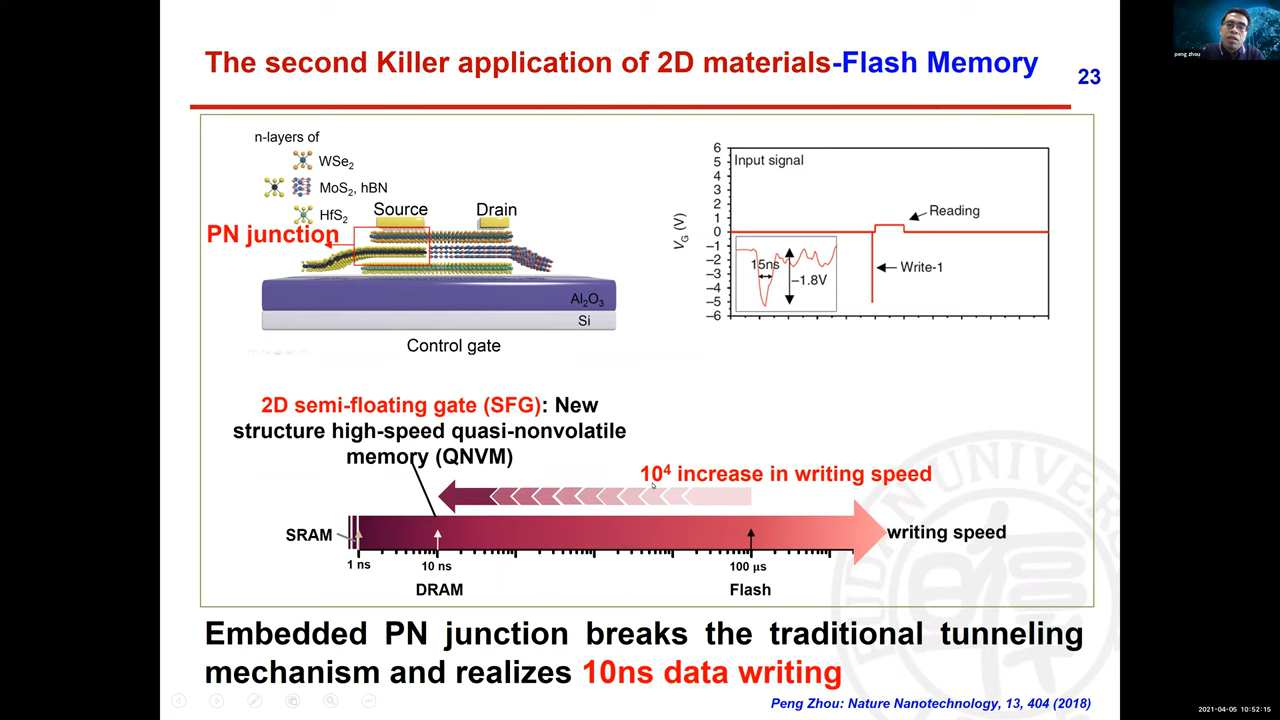 The second Killer application of 2D materials-Flash Memory
23
peng zhou
n-layers of
WSe2
MoS2, hBN
HfS2
PN junction
Source
Drain
Al2O3
Si
Control gate
6
5
4
3
2
1
0
−1
−2
−3
−4
−5
−6
VG (V)
Input signal
Reading
Write-1
15ns
−1.8V
2D semi-floating gate (SFG): New
structure high-speed quasi-nonvolatile
memory (QNVM)
10⁴ increase in writing speed
SRAM
writing speed
1 ns
10 ns
100 μs
DRAM
Flash
Embedded PN junction breaks the traditional tunneling
mechanism and realizes 10ns data writing
Peng Zhou: Nature Nanotechnology, 13, 404 (2018)
2021-04-05 10:52:15